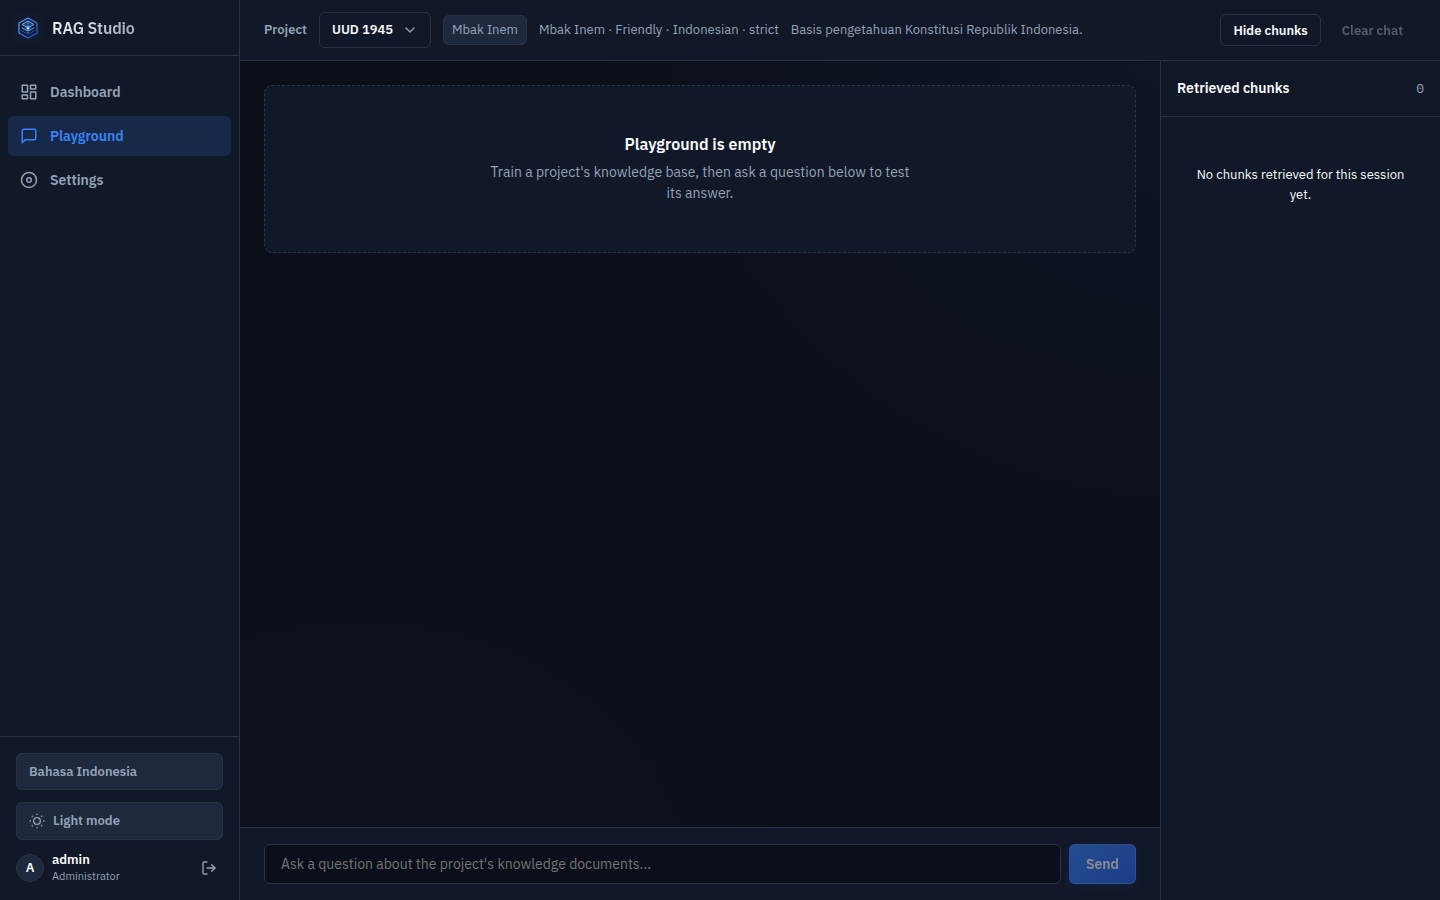 RAG Studio
Dashboard
Playground
Settings
Bahasa Indonesia
Light mode
A
admin
Administrator
Project
UUD 1945
Mbak Inem
Mbak Inem · Friendly · Indonesian · strict
Basis pengetahuan Konstitusi Republik Indonesia.
Hide chunks
Clear chat
Playground is empty
Train a project's knowledge base, then ask a question below to test
its answer.
Ask a question about the project's knowledge documents...
Send
Retrieved chunks
0
No chunks retrieved for this session
yet.